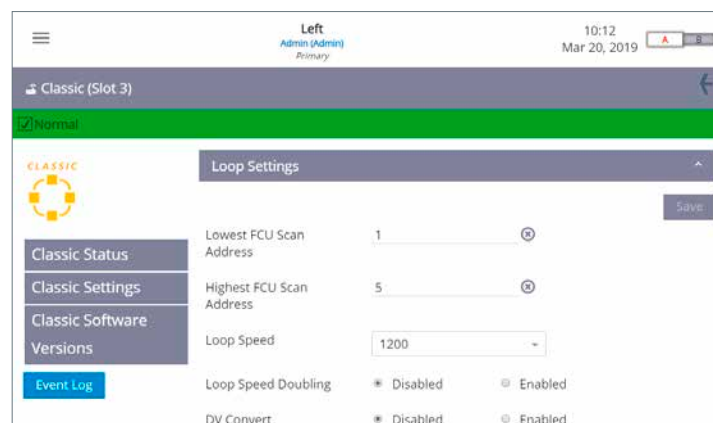 Left
Admin (Admin)
Primary
10:12
Mar 20, 2019
A B
Classic (Slot 3)
Normal
CLASSIC
Loop Settings
Save
Lowest FCU Scan
Address
1
Classic Status
Classic Settings
Highest FCU Scan
Address
5
Classic Software
Versions
Loop Speed
1200
Event Log
Loop Speed Doubling
Disabled
Enabled
DV Convert
Disabled
Enabled